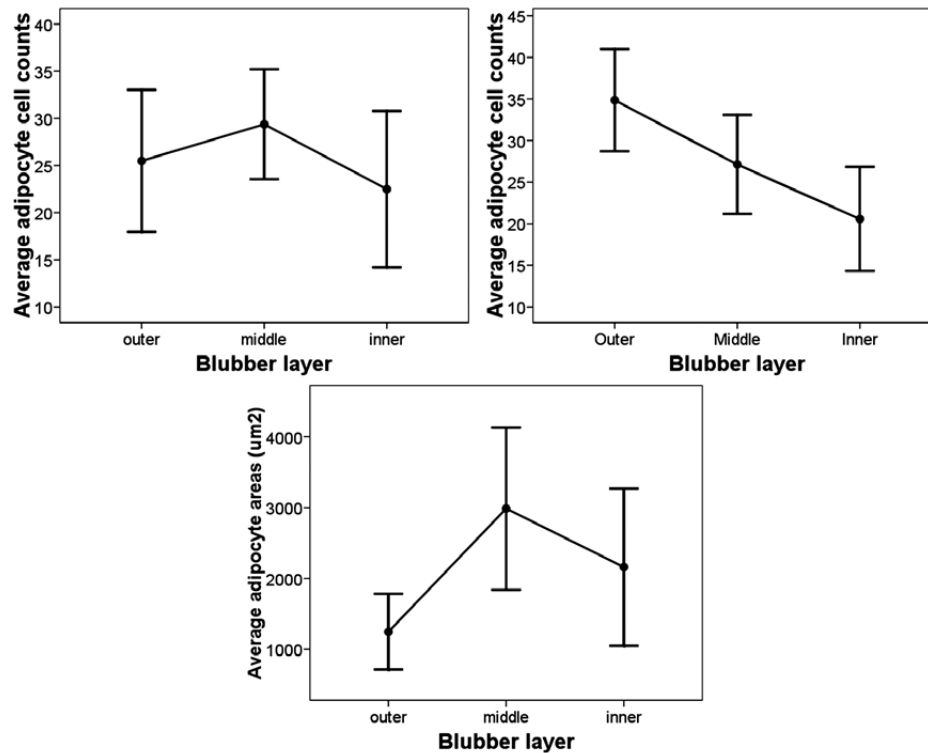 Average adipocyte cell counts
40
35
30
25
20
15
10
outer middle inner
Blubber layer
Average adipocyte cell counts
45
40
35
30
25
20
15
10
Outer Middle Inner
Blubber layer
Average adipocyte areas (um2)
4000
3000
2000
1000
outer middle inner
Blubber layer